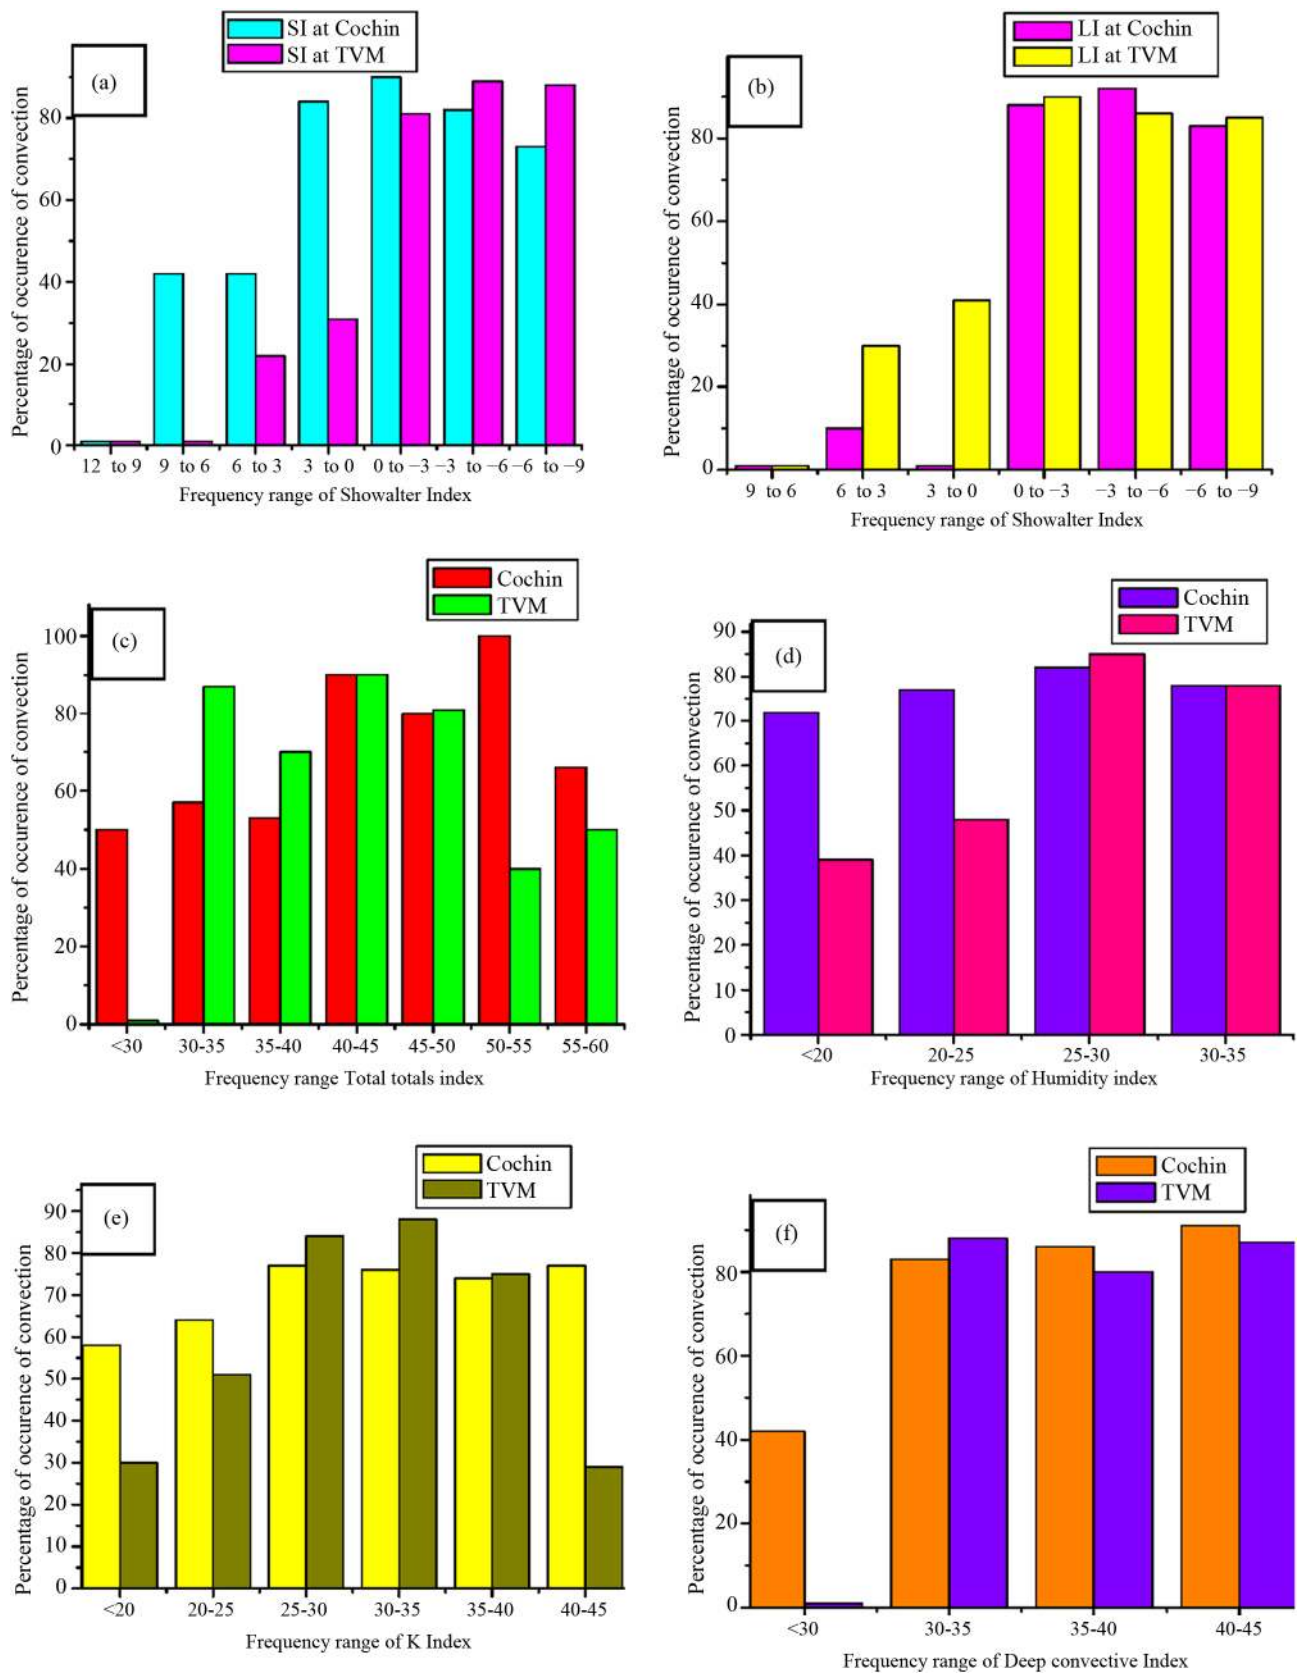 SI at Cochin
SI at TVM
(a)
Percentage of occurence of convection
80
60
40
20
0
12 to 9 9 to 6 6 to 3 3 to 0 0 to −3 −3 to −6 −6 to −9
Frequency range of Showalter Index
LI at Cochin
LI at TVM
(b)
Percentage of occurence of convection
80
60
40
20
0
9 to 6 6 to 3 3 to 0 0 to −3 −3 to −6 −6 to −9
Frequency range of Showalter Index
Cochin
TVM
(c)
Percentage of occurence of convection
100
80
60
40
20
0
<30 30-35 35-40 40-45 45-50 50-55 55-60
Frequency range Total totals index
Cochin
TVM
(d)
Percentage of occurence of convection
90
80
70
60
50
40
30
20
10
0
<20 20-25 25-30 30-35
Frequency range of Humidity index
Cochin
TVM
(e)
Percentage of occurence of convection
90
80
70
60
50
40
30
20
10
0
<20 20-25 25-30 30-35 35-40 40-45
Frequency range of K Index
Cochin
TVM
(f)
Percentage of occurence of convection
80
60
40
20
0
<30 30-35 35-40 40-45
Frequency range of Deep convective Index